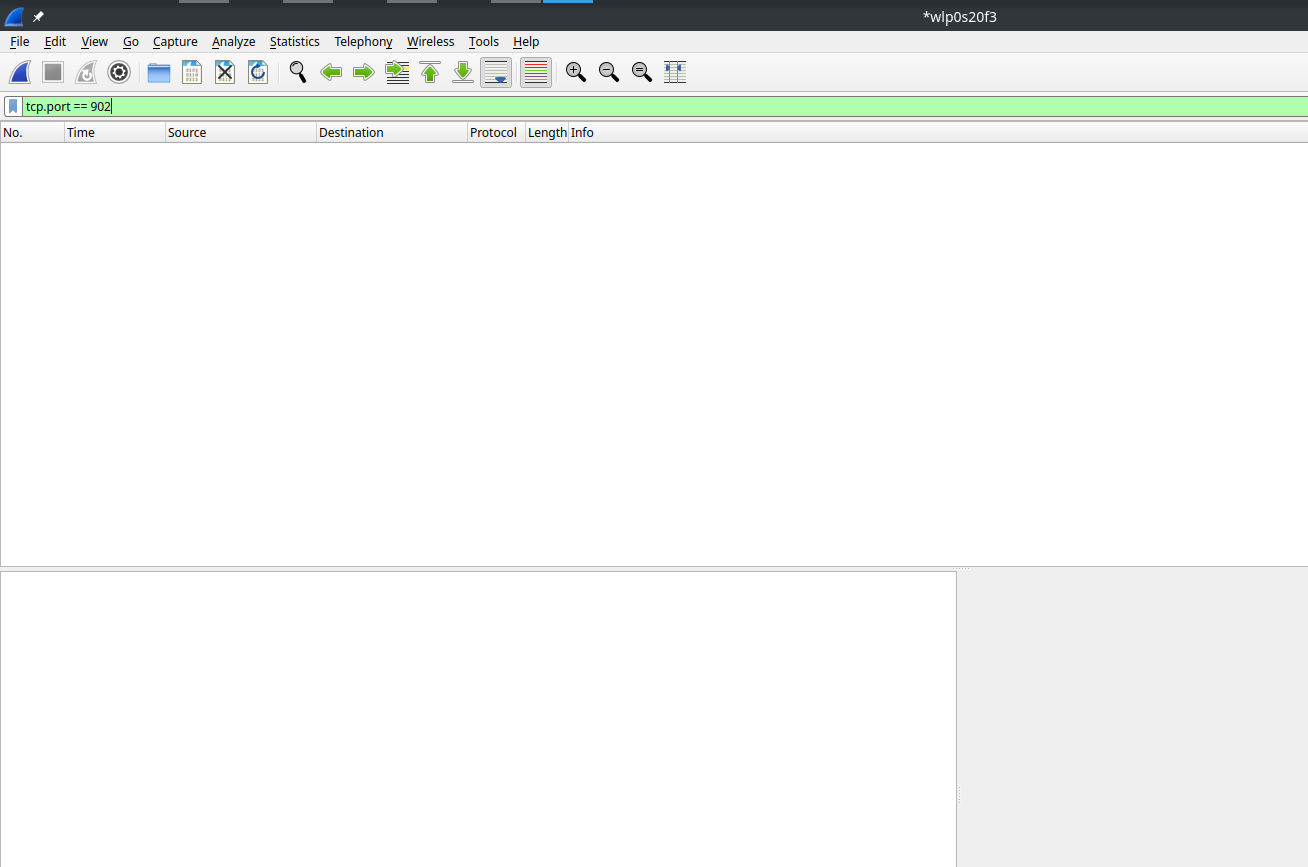 *wlp0s20f3
File Edit View Go Capture Analyze Statistics Telephony Wireless Tools Help
tcp.port == 902
No. Time Source Destination Protocol Length Info